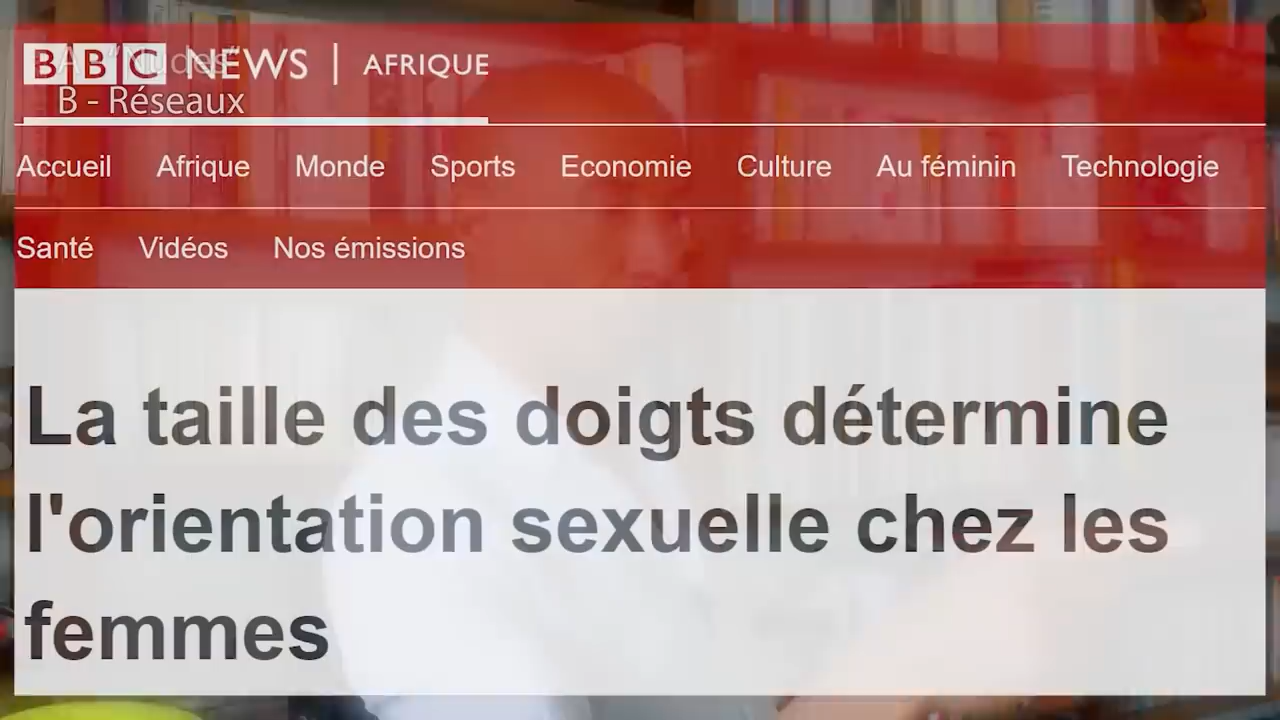 BBC NEWS | AFRIQUE
A - "Nudes"
B - Réseaux
Accueil Afrique Monde Sports Economie Culture Au féminin Technologie
Santé Vidéos Nos émissions
La taille des doigts détermine
l'orientation sexuelle chez les
femmes